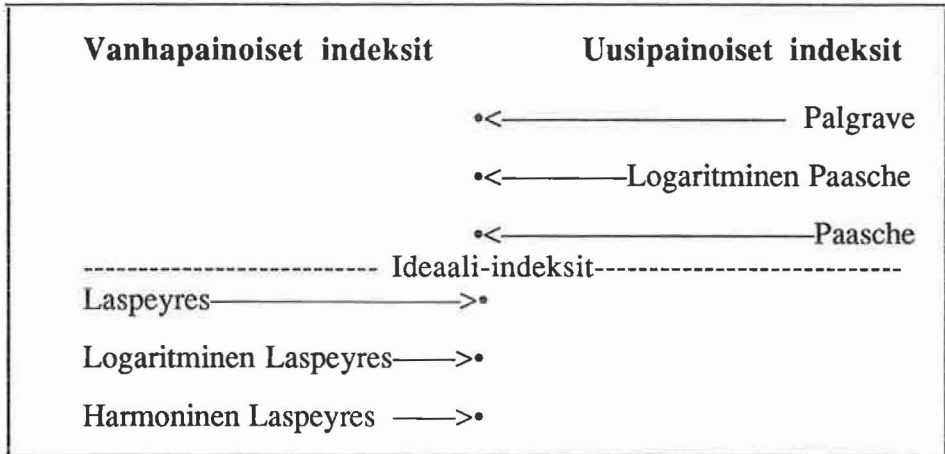 Vanhapainoiset indeksit Uusipainoiset indeksit
•<———————— Palgrave
•<————Logaritminen Paasche
•<————————Paasche
------------------- Ideaali-indeksit--------------------
Laspeyres————————>•
Logaritminen Laspeyres——>•
Harmoninen Laspeyres ——>•